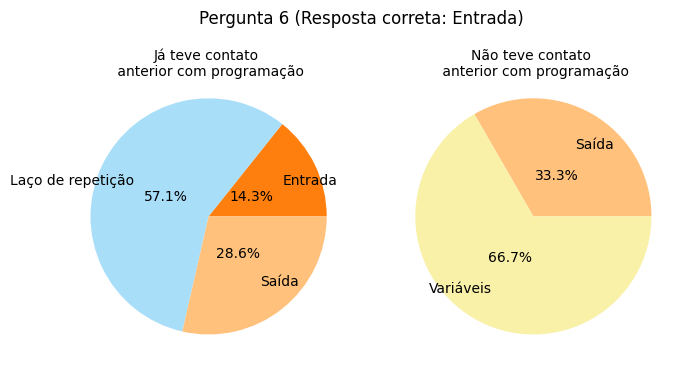 Pergunta 6 (Resposta correta: Entrada)
Já teve contato
anterior com programação
Laço de repetição
57.1%
14.3%
Entrada
28.6%
Saída
Não teve contato
anterior com programação
Saída
33.3%
66.7%
Variáveis